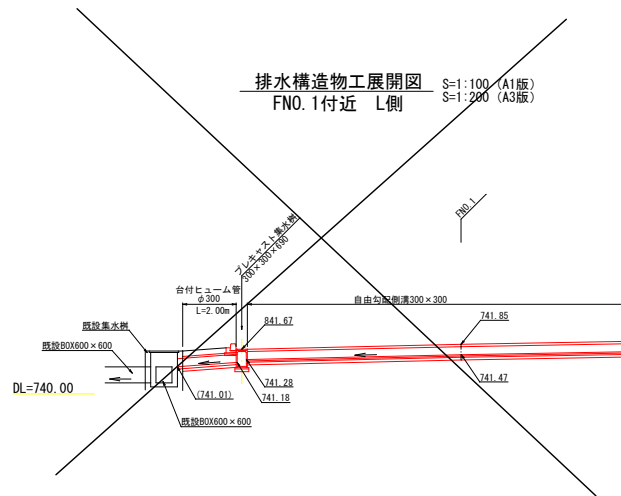 排水構造物工展開図
S=1:100 (A1版)
FNO.1付近 L側
S=1:200 (A3版)
FNO.1
プレキャスト集水桝
300×300×690
台付ヒューム管
φ300
L=2.00m
自由勾配側溝300×300
841.67
741.85
既設集水桝
既設BOX600×600
741.28
741.47
DL=740.00
(741.01)
741.18
既設BOX600×600